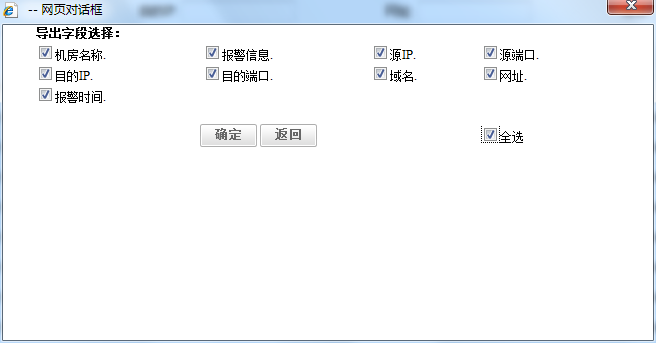 -- 网页对话框
导出字段选择：
机房名称. 报警信息. 源IP. 源端口.
目的IP. 目的端口. 域名. 网址.
报警时间.
确定 返回 全选